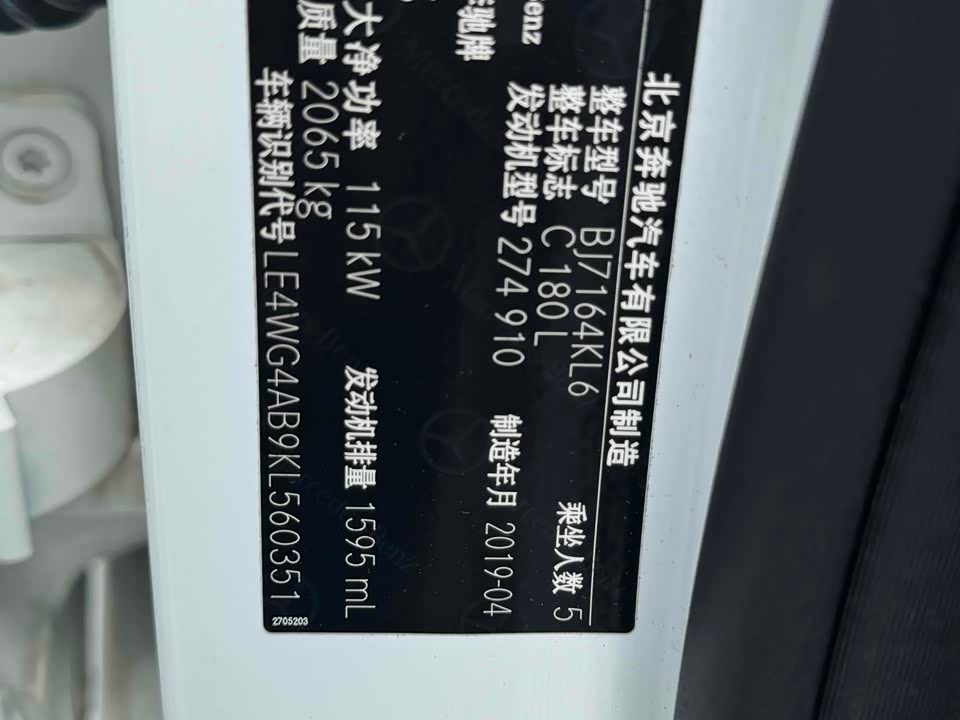 北京奔驰汽车有限公司制造
整车型号 BJ7164KL6 乘坐人数 5
整车标志 C 180 L
发动机型号 274 910 制造年月 2019-04
enz
驰牌
大净功率 115 kW 发动机排量 1595 mL
质量 2065 kg
车辆识别代号 LE4WG4AB9KL560351
2705203